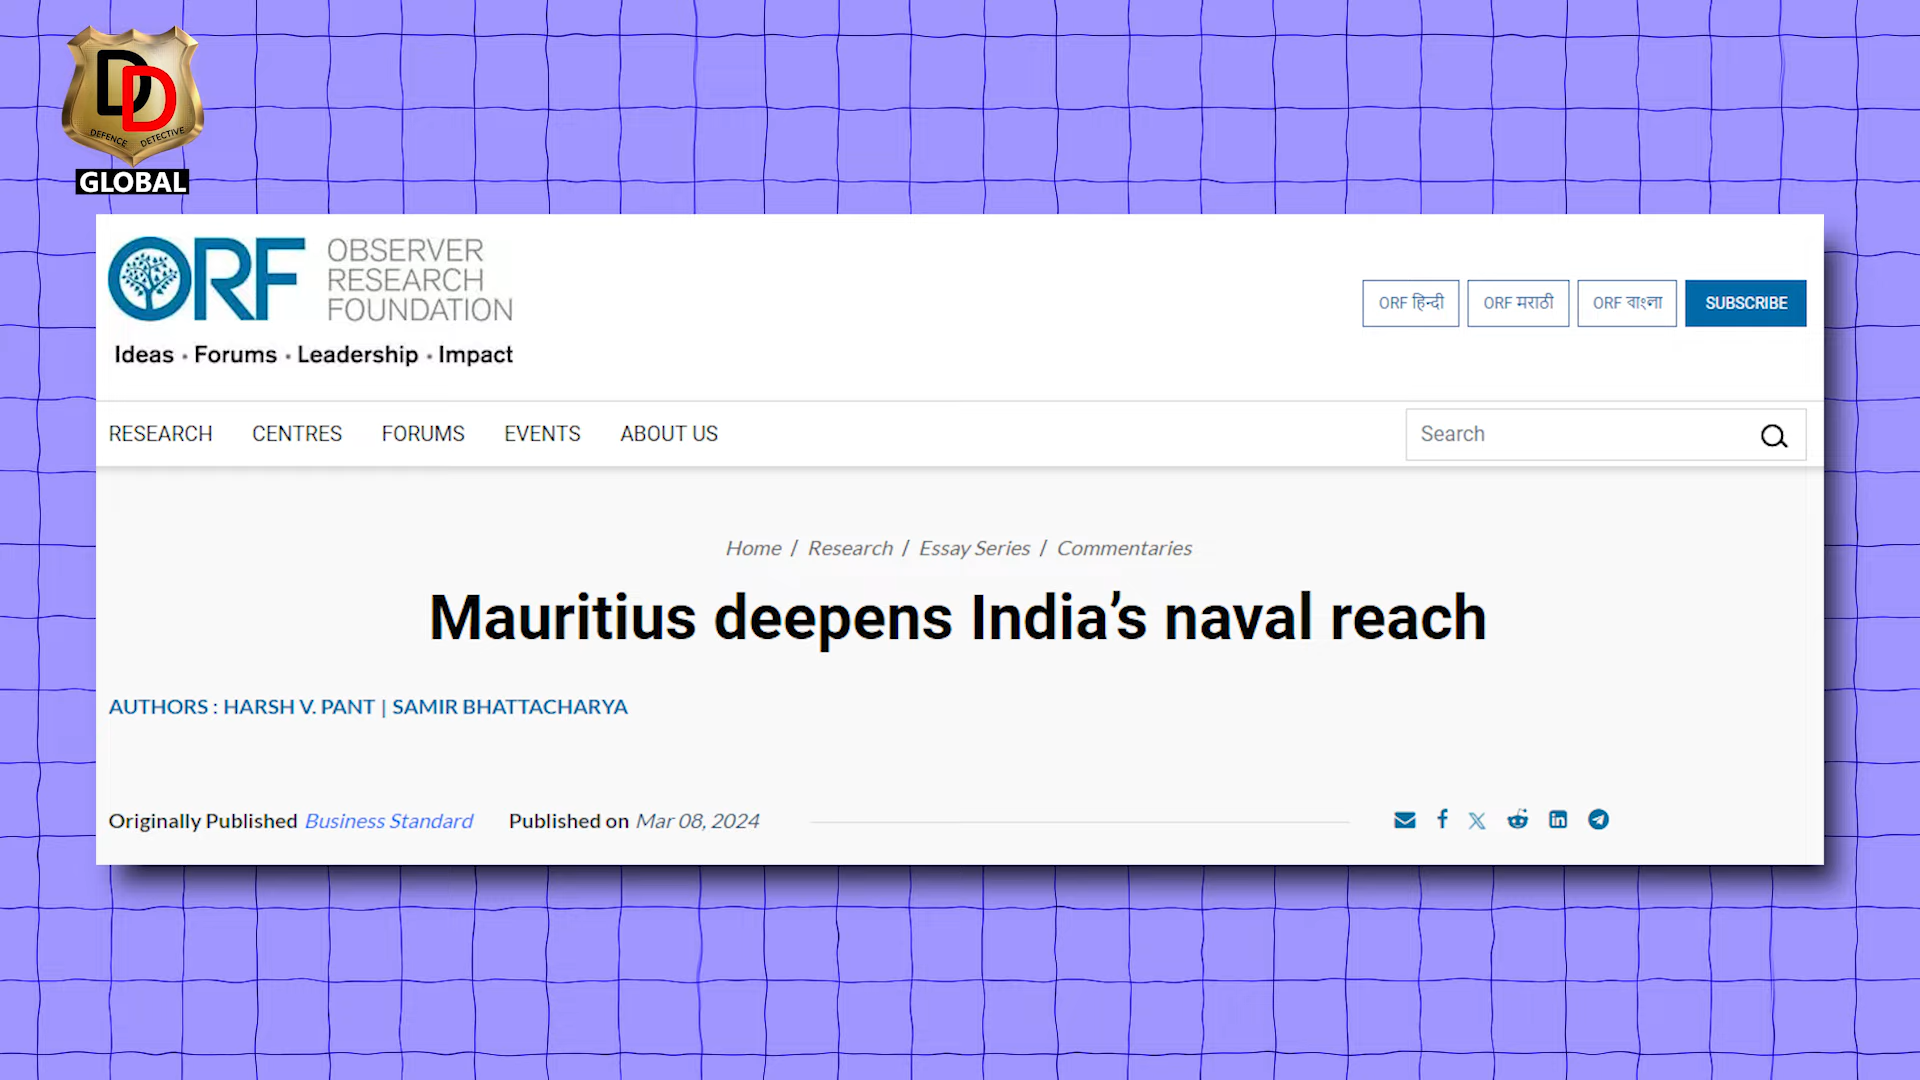 DD
DEFENCE DETECTIVE
GLOBAL
ORF OBSERVER RESEARCH FOUNDATION
Ideas • Forums • Leadership • Impact
ORF हिन्दी ORF मराठी ORF বাংলা SUBSCRIBE
RESEARCH CENTRES FORUMS EVENTS ABOUT US Search
Home / Research / Essay Series / Commentaries
Mauritius deepens India’s naval reach
AUTHORS : HARSH V. PANT | SAMIR BHATTACHARYA
Originally Published Business Standard Published on Mar 08, 2024